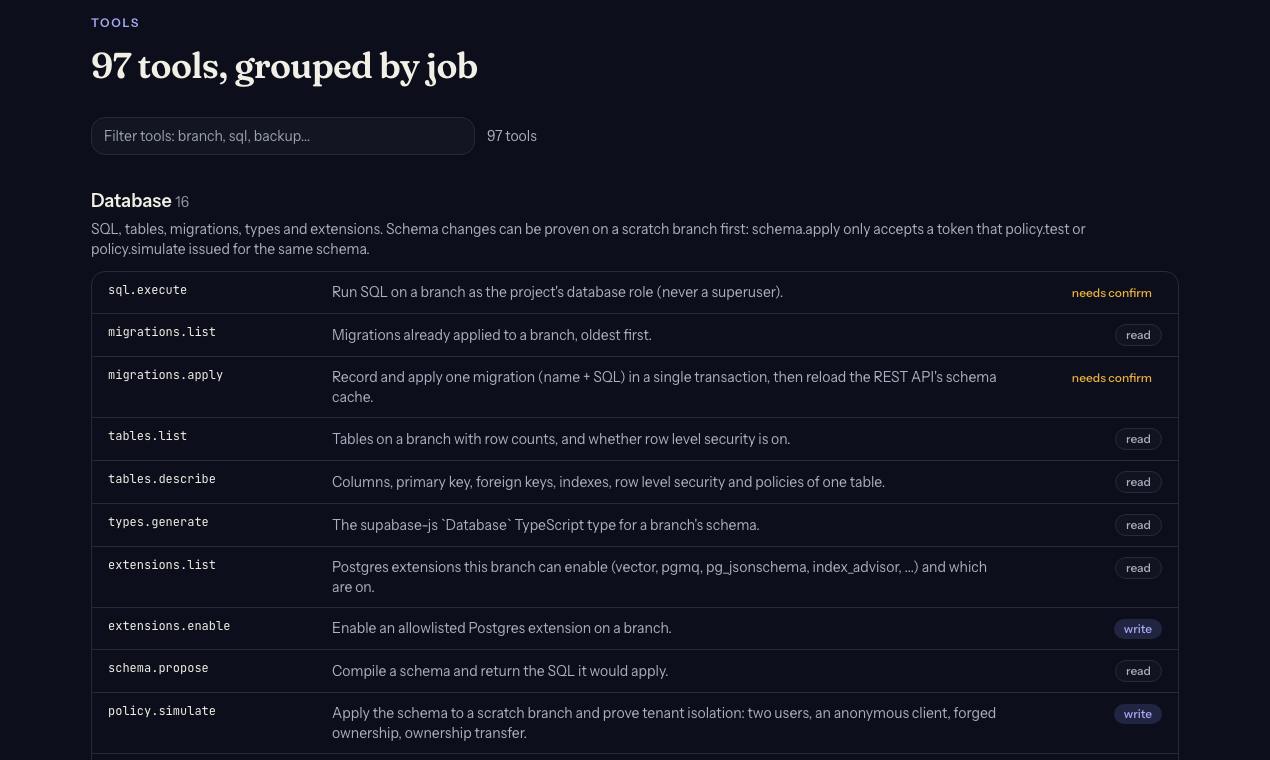 TOOLS
97 tools, grouped by job
Filter tools: branch, sql, backup... 97 tools
Database 16
SQL, tables, migrations, types and extensions. Schema changes can be proven on a scratch branch first: schema.apply only accepts a token that policy.test or
policy.simulate issued for the same schema.
sql.execute Run SQL on a branch as the project's database role (never a superuser). needs confirm
migrations.list Migrations already applied to a branch, oldest first. read
migrations.apply Record and apply one migration (name + SQL) in a single transaction, then reload the REST API's schema needs confirm
cache.
tables.list Tables on a branch with row counts, and whether row level security is on. read
tables.describe Columns, primary key, foreign keys, indexes, row level security and policies of one table. read
types.generate The supabase-js `Database` TypeScript type for a branch's schema. read
extensions.list Postgres extensions this branch can enable (vector, pgmq, pg_jsonschema, index_advisor, ...) and which read
are on.
extensions.enable Enable an allowlisted Postgres extension on a branch. write
schema.propose Compile a schema and return the SQL it would apply. read
policy.simulate Apply the schema to a scratch branch and prove tenant isolation: two users, an anonymous client, forged write
ownership, ownership transfer.